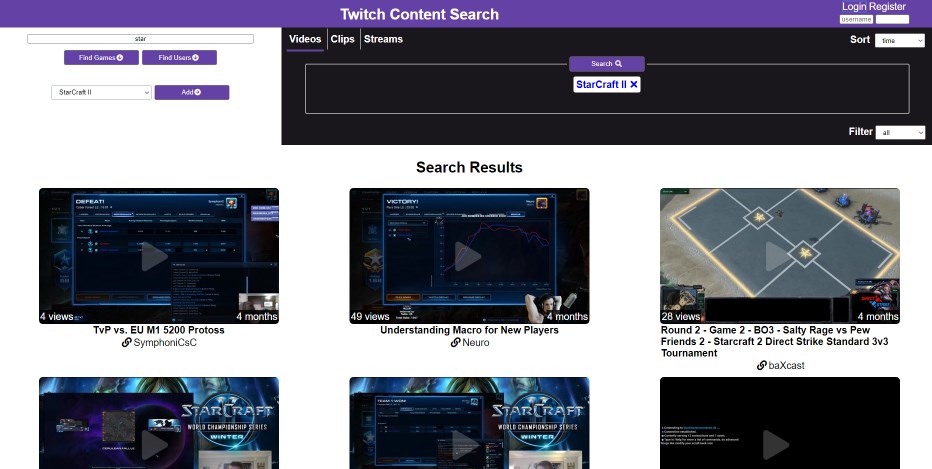 Twitch Content Search
Login Register
username
star
Find Games
Find Users
StarCraft II
Add
Videos
Clips
Streams
Sort
time
Search
StarCraft II
Filter
all
Search Results
DEFEAT!
4 views
4 months
TvP vs. EU M1 5200 Protoss
SymphoniCsC
VICTORY!
49 views
4 months
Understanding Macro for New Players
Neuro
28 views
4 months
Round 2 - Game 2 - BO3 - Salty Rage vs Pew
Friends 2 - Starcraft 2 Direct Strike Standard 3v3
Tournament
baXcast
STARCRAFT
WORLD CHAMPIONSHIP SERIES
WINTER
STARCRAFT
WORLD CHAMPIONSHIP SERIES
WINTER